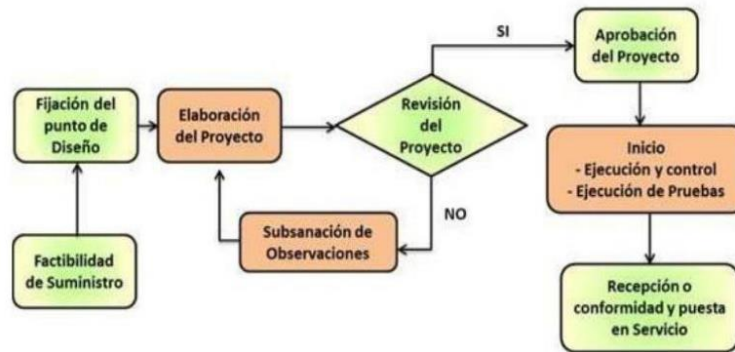 Factibilidad
de Suministro
Fijación del
punto de
Diseño
Elaboración
del Proyecto
Revisión
del
Proyecto
SI
NO
Subsanación de
Observaciones
Aprobación
del Proyecto
Inicio
- Ejecución y control
- Ejecución de Pruebas
Recepción o
conformidad y puesta
en Servicio